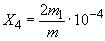 X₄ = 2m₁/m · 10⁻⁴